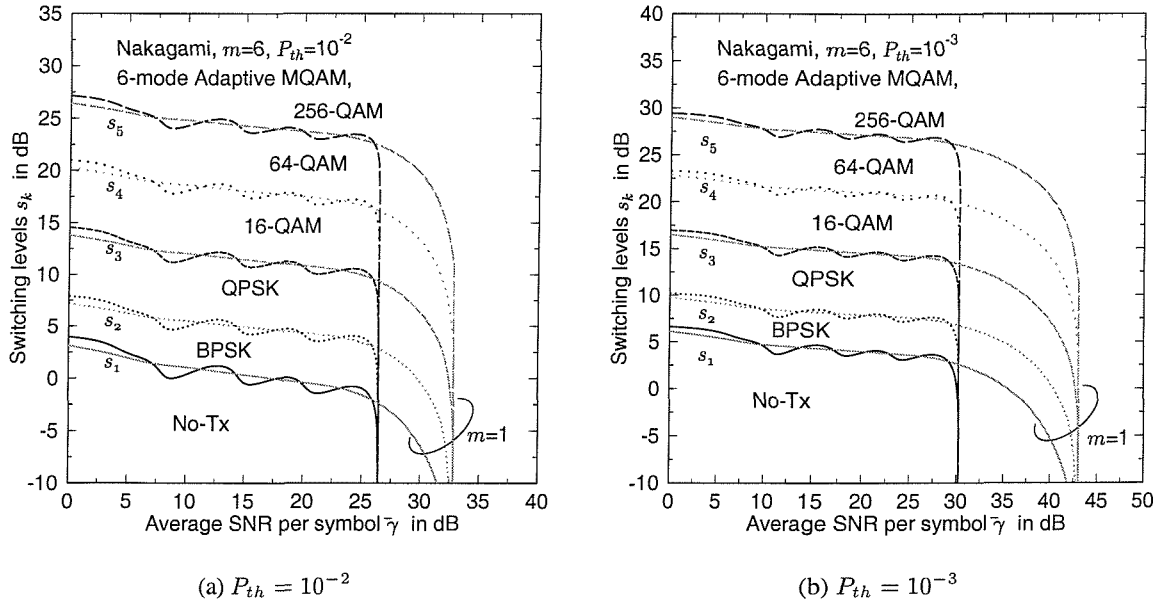 Nakagami, m=6, P_th=10^-2
6-mode Adaptive MQAM,
256-QAM
s_5
64-QAM
s_4
16-QAM
s_3
QPSK
s_2
BPSK
s_1
No-Tx
m=1
Switching levels s_k in dB
35
30
25
20
15
10
5
0
-5
-10
0 5 10 15 20 25 30 35 40
Average SNR per symbol γ̄ in dB
(a) P_th = 10^-2
Nakagami, m=6, P_th=10^-3
6-mode Adaptive MQAM,
256-QAM
s_5
64-QAM
s_4
16-QAM
s_3
QPSK
s_2
BPSK
s_1
No-Tx
m=1
Switching levels s_k in dB
40
35
30
25
20
15
10
5
0
-5
-10
0 5 10 15 20 25 30 35 40 45 50
Average SNR per symbol γ̄ in dB
(b) P_th = 10^-3